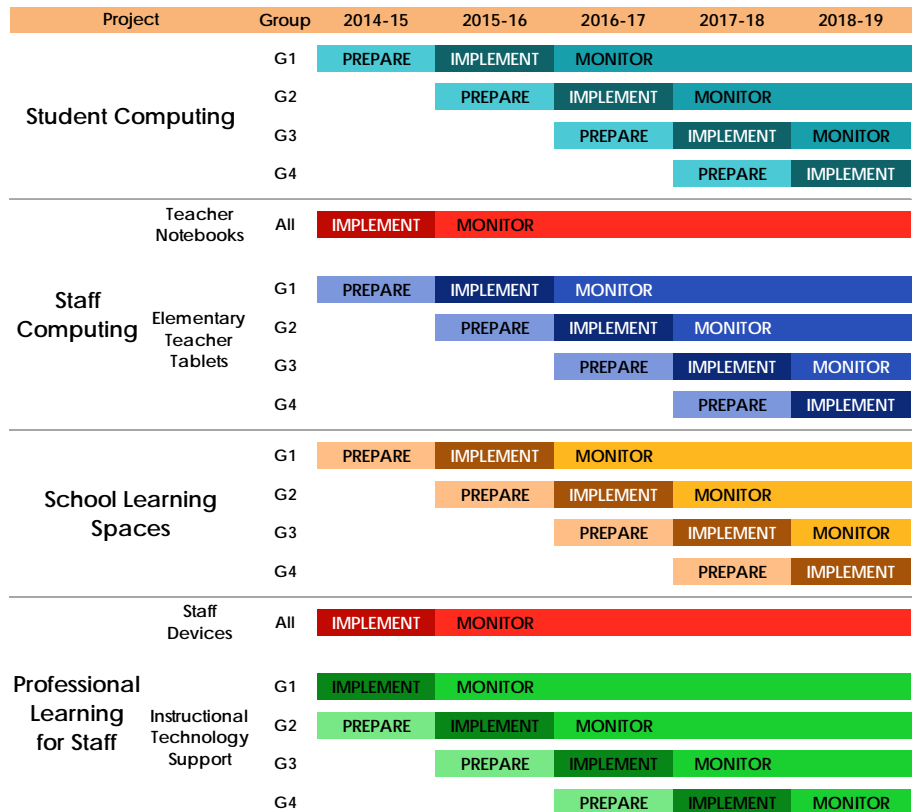 Project Group 2014-15 2015-16 2016-17 2017-18 2018-19
Student Computing
G1 PREPARE IMPLEMENT MONITOR
G2 PREPARE IMPLEMENT MONITOR
G3 PREPARE IMPLEMENT MONITOR
G4 PREPARE IMPLEMENT
Staff
Computing
Teacher
Notebooks
All IMPLEMENT MONITOR
Elementary
Teacher
Tablets
G1 PREPARE IMPLEMENT MONITOR
G2 PREPARE IMPLEMENT MONITOR
G3 PREPARE IMPLEMENT MONITOR
G4 PREPARE IMPLEMENT
School Learning
Spaces
G1 PREPARE IMPLEMENT MONITOR
G2 PREPARE IMPLEMENT MONITOR
G3 PREPARE IMPLEMENT MONITOR
G4 PREPARE IMPLEMENT
Professional
Learning
for Staff
Staff
Devices
All IMPLEMENT MONITOR
Instructional
Technology
Support
G1 IMPLEMENT MONITOR
G2 PREPARE IMPLEMENT MONITOR
G3 PREPARE IMPLEMENT MONITOR
G4 PREPARE IMPLEMENT MONITOR